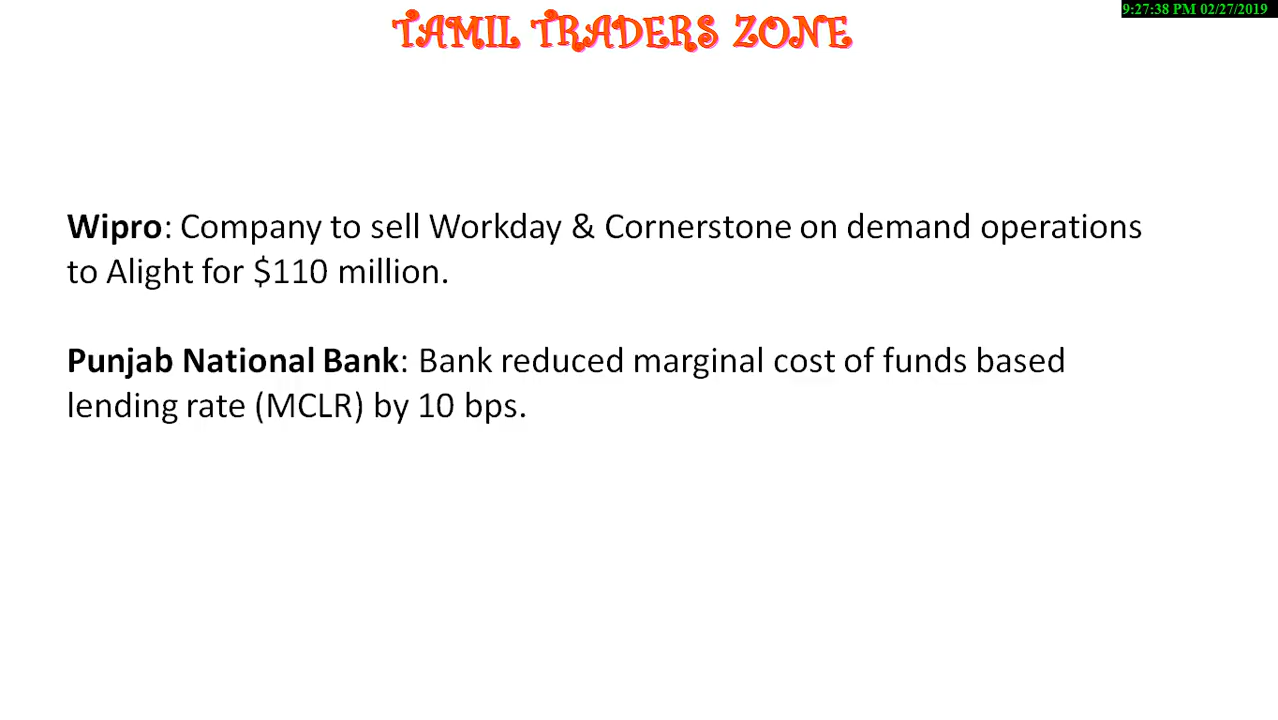 9:27:38 PM 02/27/2019
TAMIL TRADERS ZONE
Wipro: Company to sell Workday & Cornerstone on demand operations
to Alight for $110 million.
Punjab National Bank: Bank reduced marginal cost of funds based
lending rate (MCLR) by 10 bps.